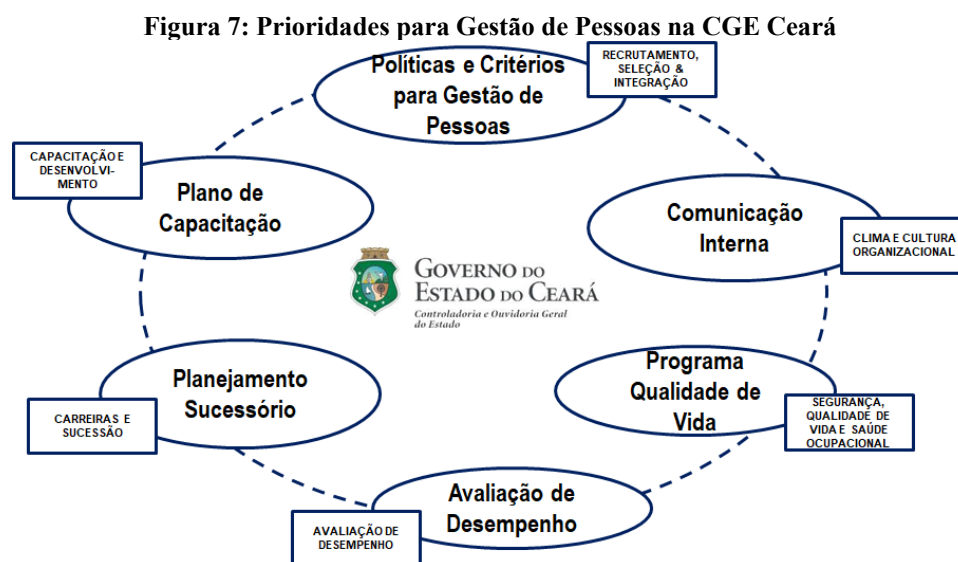 Figura 7: Prioridades para Gestão de Pessoas na CGE Ceará
Políticas e Critérios
para Gestão de
Pessoas
RECRUTAMENTO,
SELEÇÃO &
INTEGRAÇÃO
CAPACITAÇÃO E
DESENVOLVI-
MENTO
Plano de
Capacitação
Comunicação
Interna
CLIMA E CULTURA
ORGANIZACIONAL
GOVERNO DO
ESTADO DO CEARÁ
Controladoria e Ouvidoria Geral
do Estado
Planejamento
Sucessório
CARREIRAS E
SUCESSÃO
Programa
Qualidade de
Vida
SEGURANÇA,
QUALIDADE DE
VIDA E SAÚDE
OCUPACIONAL
Avaliação de
Desempenho
AVALIAÇÃO DE
DESEMPENHO